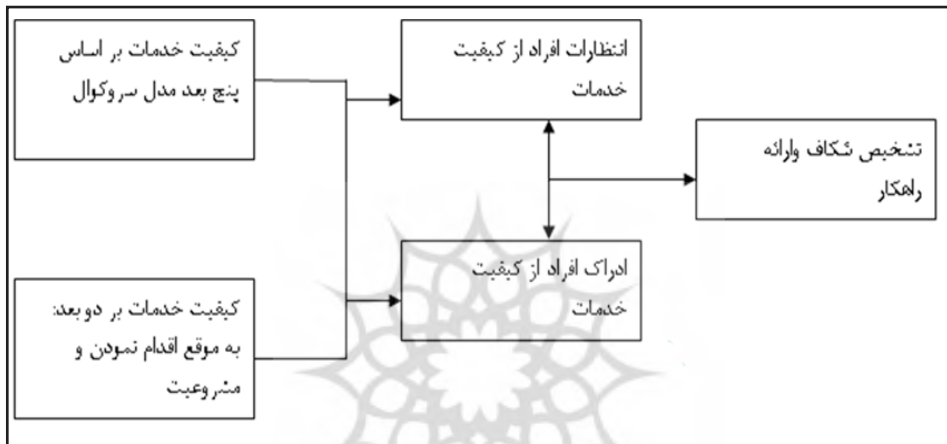 کیفیت خدمات بر اساس
پنج بعد مدل سروکوال
انتظارات افراد از کیفیت
خدمات
تشخیص شکاف وارائه
راهکار
ادراک افراد از کیفیت
خدمات
کیفیت خدمات بر دو بعد:
به موقع اقدام نمودن و
مشروعیت